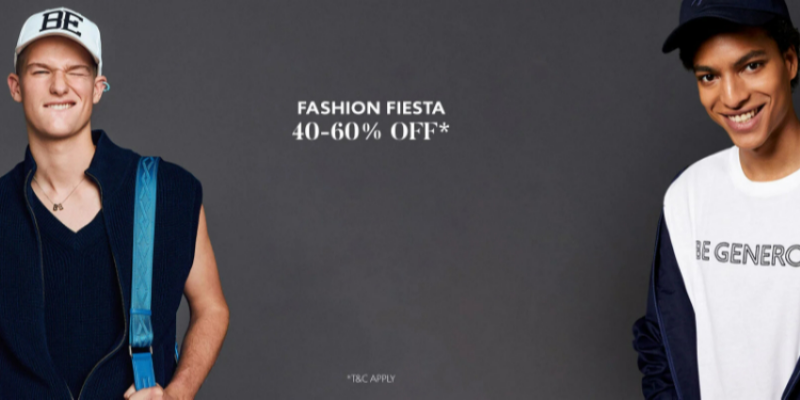 BE
FASHION FIESTA
40-60% OFF*
BE GENERO
*T&C APPLY